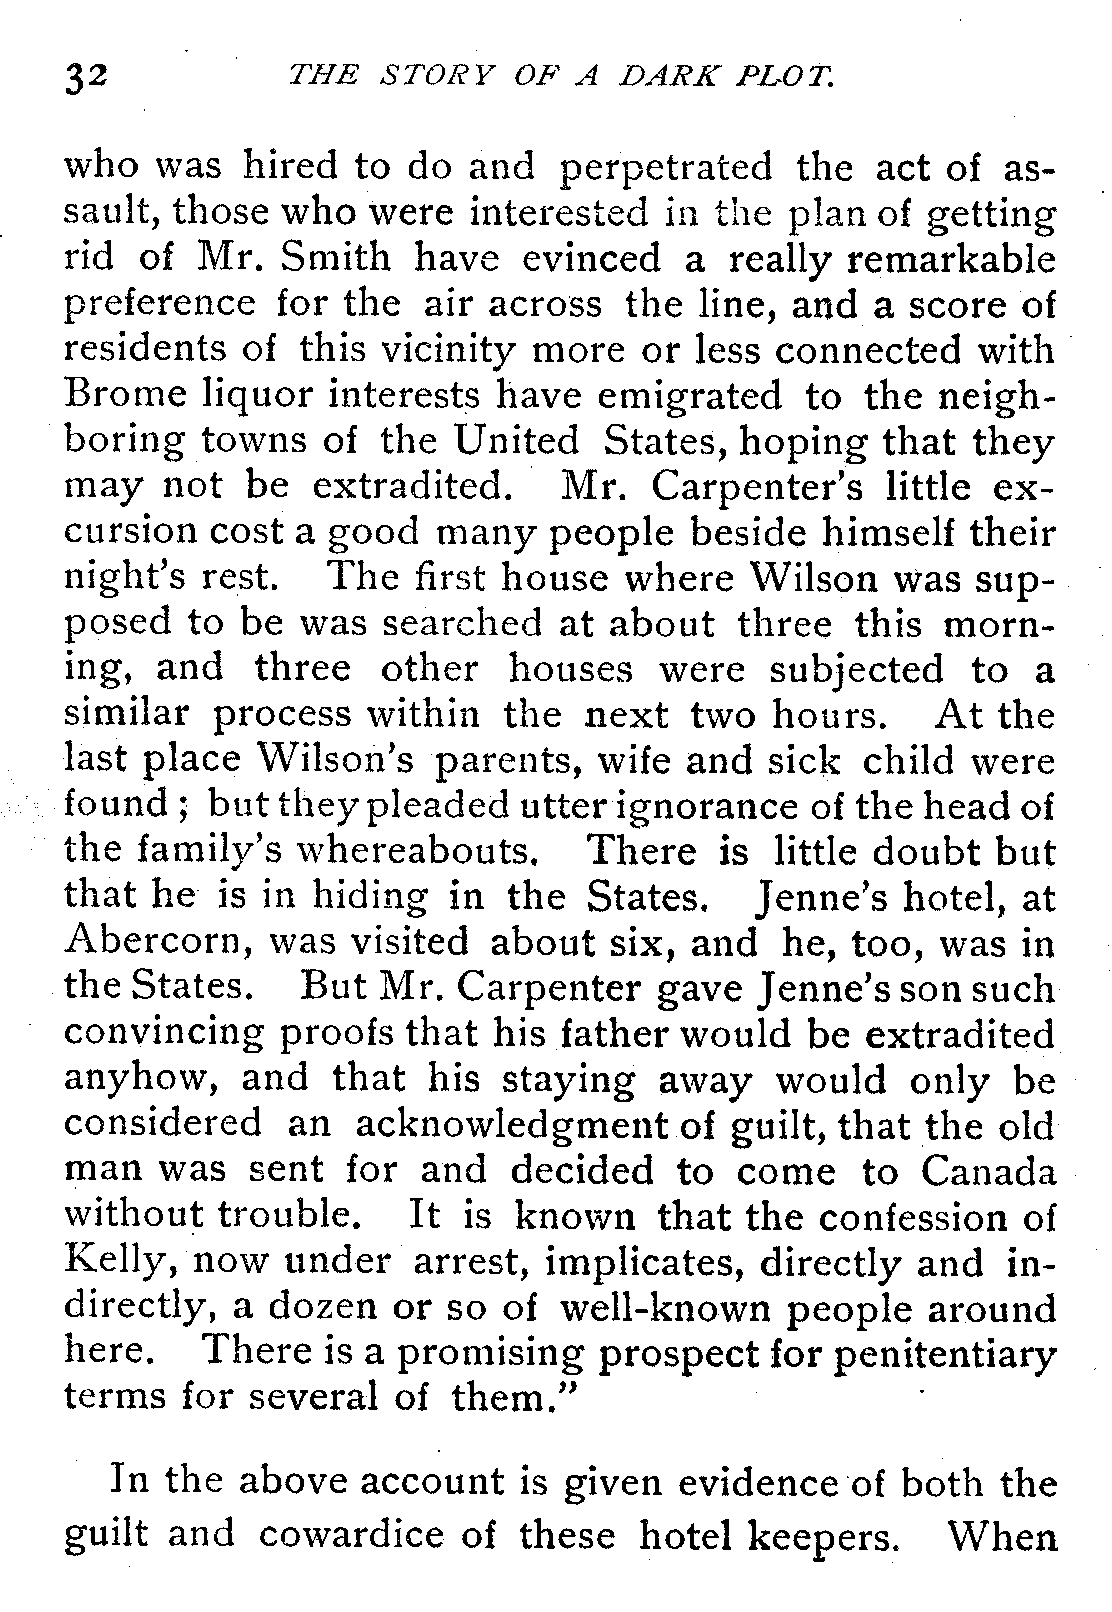 32 THE STORY OF A DARK PLOT.
who was hired to do and perpetrated the act of as-
sault, those who were interested in the plan of getting
rid of Mr. Smith have evinced a really remarkable
preference for the air across the line, and a score of
residents of this vicinity more or less connected with
Brome liquor interests have emigrated to the neigh-
boring towns of the United States, hoping that they
may not be extradited. Mr. Carpenter's little ex-
cursion cost a good many people beside himself their
night's rest. The first house where Wilson was sup-
posed to be was searched at about three this morn-
ing, and three other houses were subjected to a
similar process within the next two hours. At the
last place Wilson's parents, wife and sick child were
found ; but they pleaded utter ignorance of the head of
the family's whereabouts. There is little doubt but
that he is in hiding in the States. Jenne's hotel, at
Abercorn, was visited about six, and he, too, was in
the States. But Mr. Carpenter gave Jenne's son such
convincing proofs that his father would be extradited
anyhow, and that his staying away would only be
considered an acknowledgment of guilt, that the old
man was sent for and decided to come to Canada
without trouble. It is known that the confession of
Kelly, now under arrest, implicates, directly and in-
directly, a dozen or so of well-known people around
here. There is a promising prospect for penitentiary
terms for several of them."
In the above account is given evidence of both the
guilt and cowardice of these hotel keepers. When